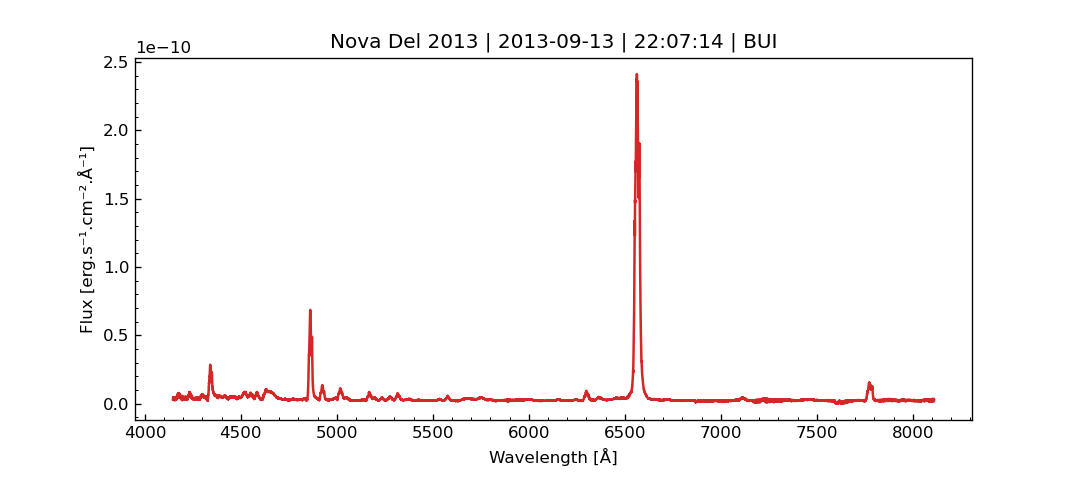 Nova Del 2013 | 2013-09-13 | 22:07:14 | BUI
1e−10
2.5
2.0
1.5
1.0
0.5
0.0
Flux [erg.s⁻¹.cm⁻².Å⁻¹]
4000 4500 5000 5500 6000 6500 7000 7500 8000
Wavelength [Å]